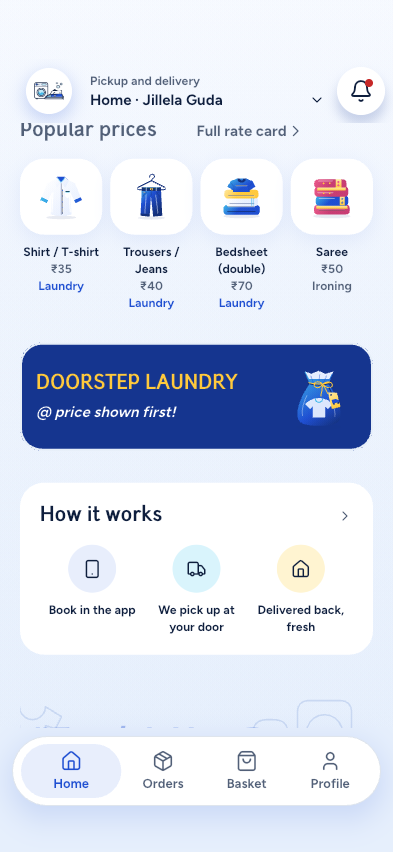 Pickup and delivery
Home · Jillela Guda
Popular prices
Full rate card
Shirt / T-shirt
₹35
Laundry
Trousers /
Jeans
₹40
Laundry
Bedsheet
(double)
₹70
Laundry
Saree
₹50
Ironing
DOORSTEP LAUNDRY
@ price shown first!
How it works
Book in the app
We pick up at
your door
Delivered back,
fresh
Home
Orders
Basket
Profile